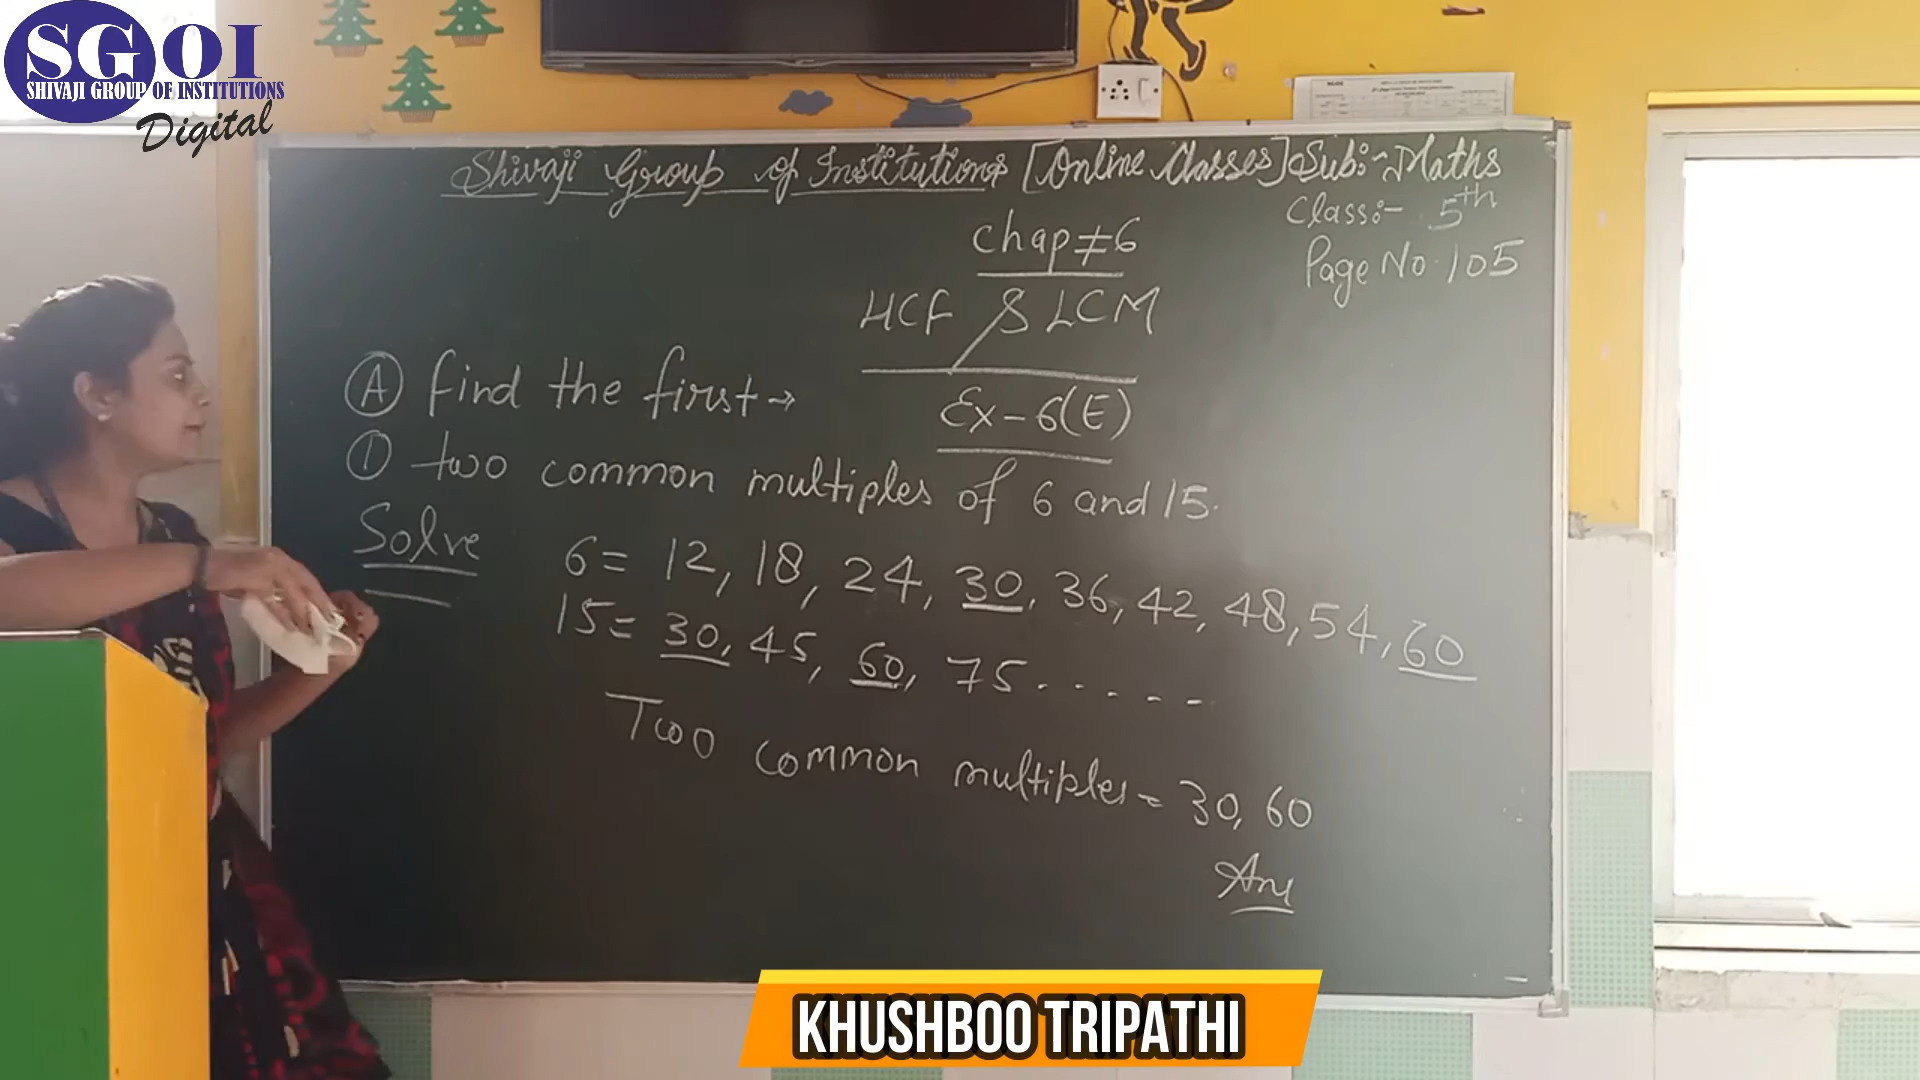 SGOI
SHIVAJI GROUP OF INSTITUTIONS
Digital
Shivaji Group of Institutions [Online Classes] Sub:- Maths
Class:- 5th
Page No. 105
Chap≠6
HCF & LCM
Ex-6(E)
(A) find the first→
(1) two common multiples of 6 and 15.
Solve
6= 12, 18, 24, 30, 36, 42, 48, 54, 60
15= 30, 45, 60, 75. - - - - -
Two common multiples = 30, 60
Ans
KHUSHBOO TRIPATHI